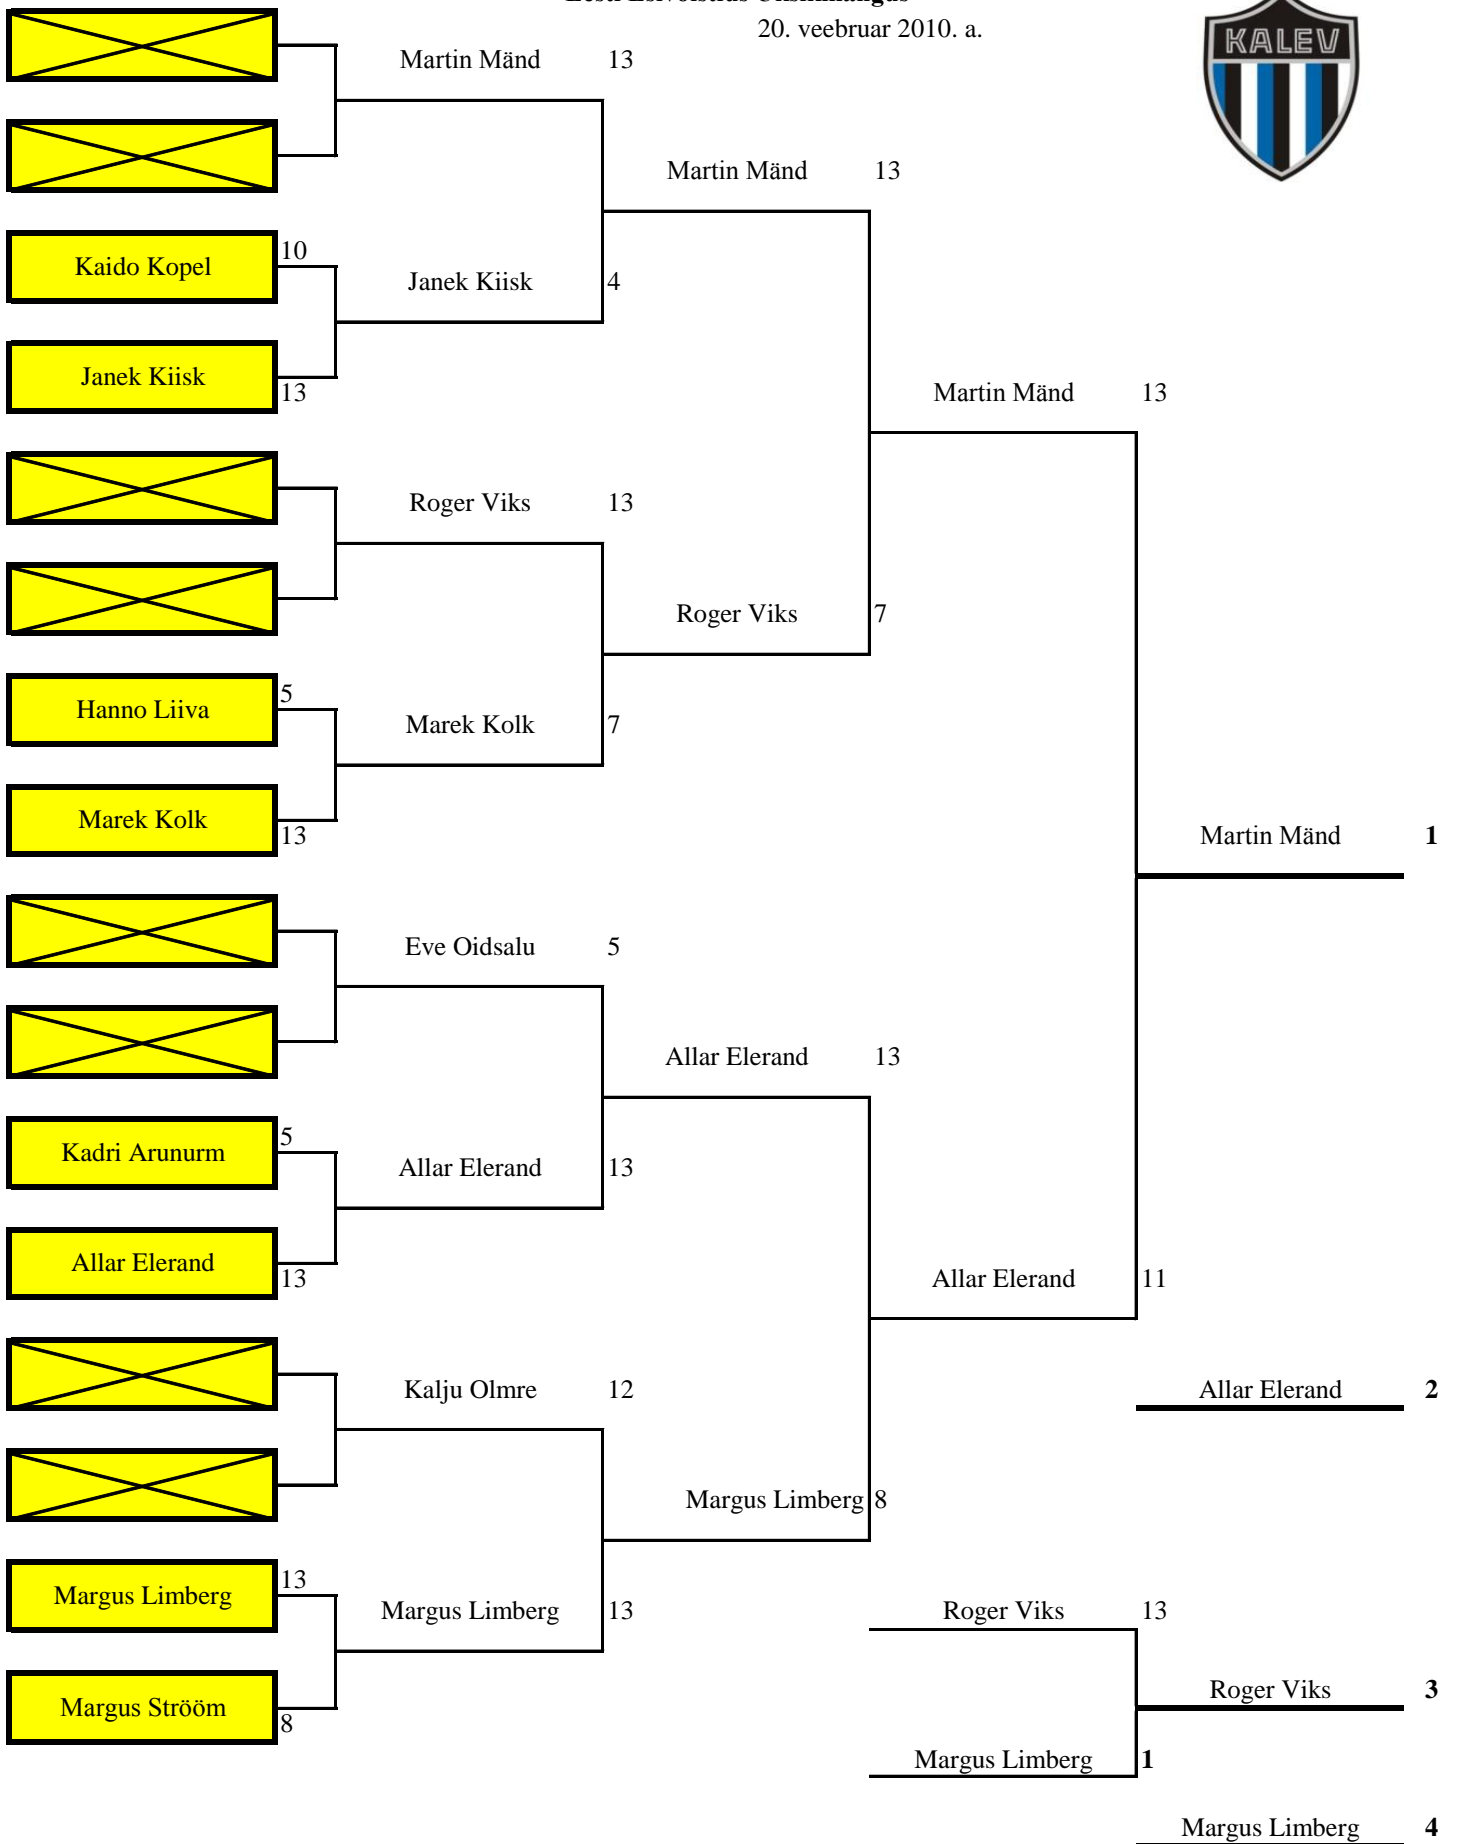 20. veebruar 2010. a.
KALEV
Martin Mänd 13
Martin Mänd 13
Kaido Kopel 10
Janek Kiisk 4
Janek Kiisk 13
Martin Mänd 13
Roger Viks 13
Roger Viks 7
Hanno Liiva 5
Marek Kolk 7
Marek Kolk 13
Martin Mänd 1
Eve Oidsalu 5
Allar Elerand 13
Kadri Arunurm 5
Allar Elerand 13
Allar Elerand 13
Allar Elerand 11
Kalju Olmre 12
Allar Elerand 2
Margus Limberg 8
Margus Limberg 13
Margus Limberg 13
Roger Viks 13
Roger Viks 3
Margus Strööm 8
Margus Limberg 1
Margus Limberg 4